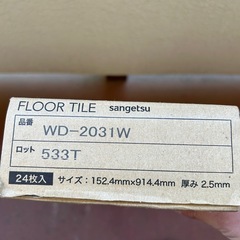 FLOOR TILE sangetsu
品番 WD-2031W
ロット 533T
24枚入 サイズ：152.4mm×914.4mm 厚み 2.5mm